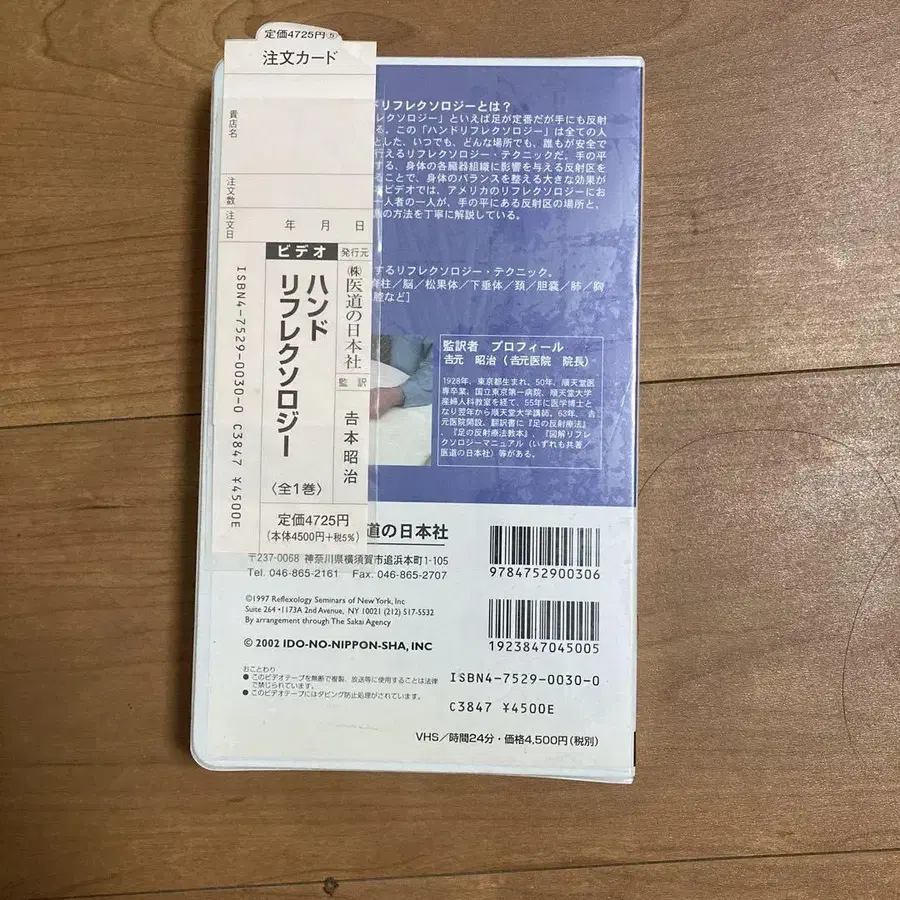 定価4725円⑤
注文カード
貴店名
注文数
注文日
年 月 日
ビデオ
ハンド
リフレクソロジー
〈全1巻〉
発行元
㈱医道の日本社
監訳
吉本昭治
ISBN4-7529-0030-0 C3847 ¥4500E
定価4725円
(本体4500円+税5%)
ドリフレクソロジーとは?
レクソロジー」といえば足が定番だが手にも反射
る。この「ハンドリフレクソロジー」は全ての人
とした、いつでも、どんな場所でも、誰もが安全で
行えるリフレクソロジー・テクニックだ。手の平
する、身体の各臓器組織に影響を与える反射区を
ることで、身体のバランスを整える大きな効果が
ビデオでは、アメリカのリフレクソロジーにお
一人者の一人が、手の平にある反射区の場所と、
の方法を丁寧に解説している。
するリフレクソロジー・テクニック。
脊柱/脳/松果体/下垂体/頚/胆嚢/肺/胸
腔など]
監訳者 プロフィール
吉元 昭治(吉元医院 院長)
1928年、東京都生まれ、50年、順天堂医
専卒業。国立東京第一病院、順天堂大学
産婦人科教室を経て、55年に医学博士と
なり翌年から順天堂大学講師。63年、吉
元医院開設。翻訳書に『足の反射療法』
、『足の反射療法教本』、『図解リフレ
クソロジーマニュアル(いずれも共著/
医道の日本社)等がある。
道の日本社
〒237-0068 神奈川県横須賀市追浜本町1-105
Tel. 046-865-2161 Fax. 046-865-2707
©1997 Reflexology Seminars of New York, Inc
Suite 264 • 1173A 2nd Avenue, NY 10021 (212) 517-5532
By arrangement through The Sakai Agency
© 2002 IDO-NO-NIPPON-SHA, INC
おことわり
● このビデオテープを無断で複製、放送等に使用することは法律
で禁じられています。
● このビデオテープにはダビング防止処理がされています。
9784752900306
1923847045005
ISBN4-7529-0030-0
C3847 ¥4500E
VHS/時間24分・価格4,500円(税別)